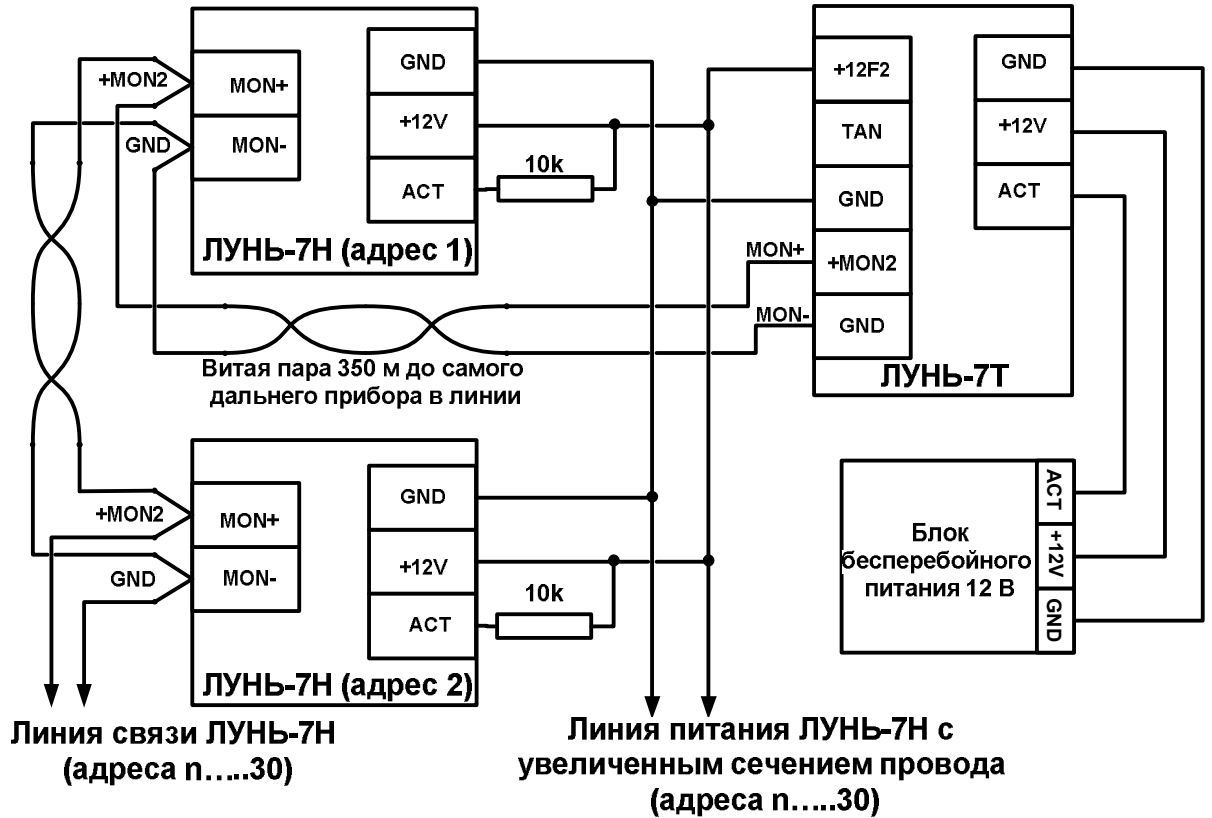 +MON2
GND
MON+
MON-
GND
+12V
ACT
10k
ЛУНЬ-7Н (адрес 1)
+12F2
TAN
GND
+MON2
GND
MON+
MON-
GND
+12V
ACT
ЛУНЬ-7Т
Витая пара 350 м до самого
дальнего прибора в линии
+MON2
GND
MON+
MON-
GND
+12V
ACT
10k
ЛУНЬ-7Н (адрес 2)
Блок
бесперебойного
питания 12 В
ACT
+12V
GND
Линия связи ЛУНЬ-7Н
(адреса n…..30)
Линия питания ЛУНЬ-7Н с
увеличенным сечением провода
(адреса n…..30)